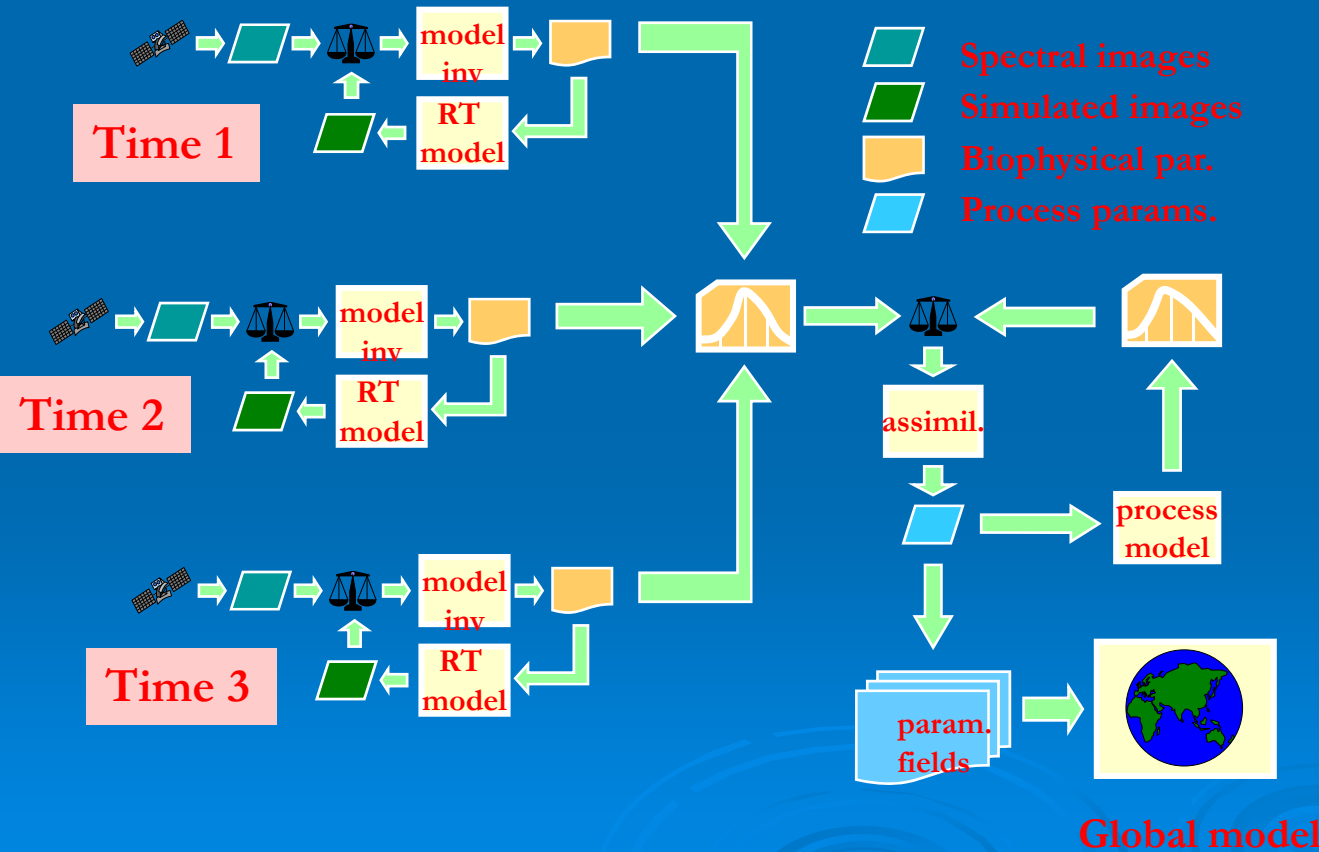 model
inv
RT
model
Time 1
Spectral images
Simulated images
Biophysical par.
Process params.
model
inv
RT
model
Time 2
assimil.
process
model
model
inv
RT
model
Time 3
param.
fields
Global model